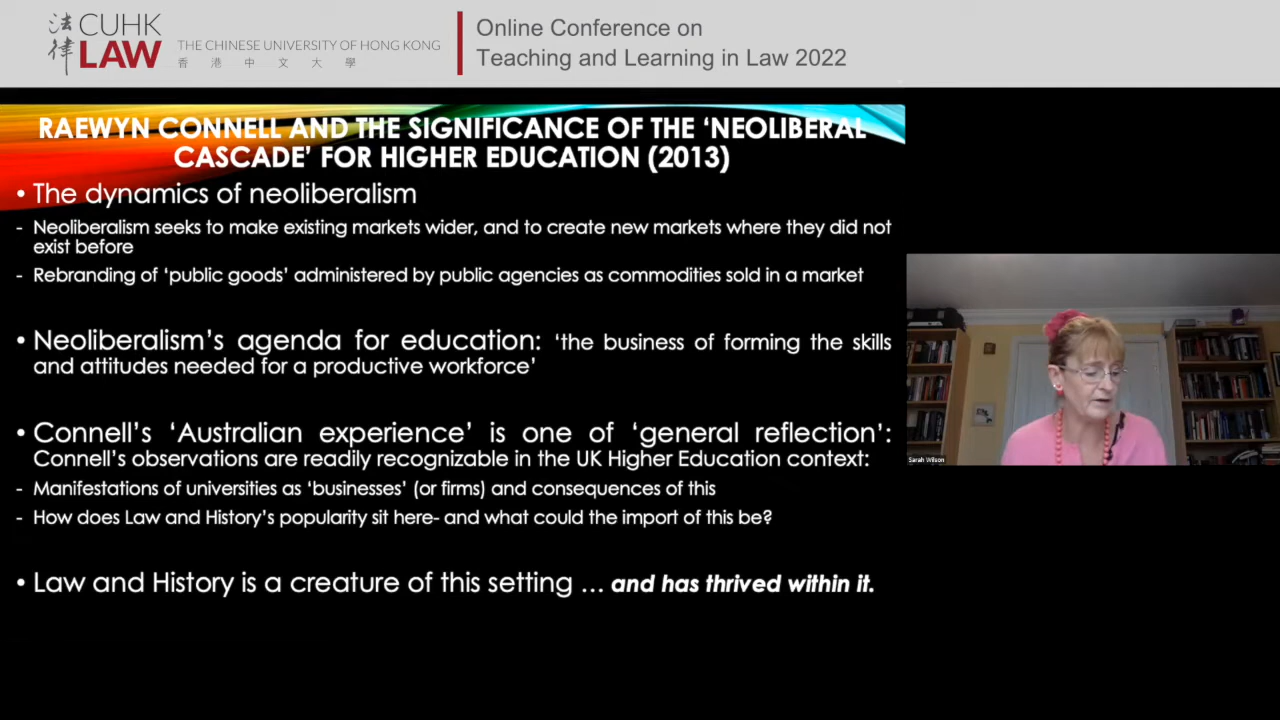 法律
CUHK
LAW
THE CHINESE UNIVERSITY OF HONG KONG
香港中文大學
Online Conference on
Teaching and Learning in Law 2022
RAEWYN CONNELL AND THE SIGNIFICANCE OF THE ‘NEOLIBERAL
CASCADE’ FOR HIGHER EDUCATION (2013)
• The dynamics of neoliberalism
- Neoliberalism seeks to make existing markets wider, and to create new markets where they did not
exist before
- Rebranding of ‘public goods’ administered by public agencies as commodities sold in a market
• Neoliberalism’s agenda for education: ‘the business of forming the skills
and attitudes needed for a productive workforce’
• Connell’s ‘Australian experience’ is one of ‘general reflection’:
Connell’s observations are readily recognizable in the UK Higher Education context:
- Manifestations of universities as ‘businesses’ (or firms) and consequences of this
- How does Law and History’s popularity sit here- and what could the import of this be?
• Law and History is a creature of this setting … and has thrived within it.
Sarah Wilson